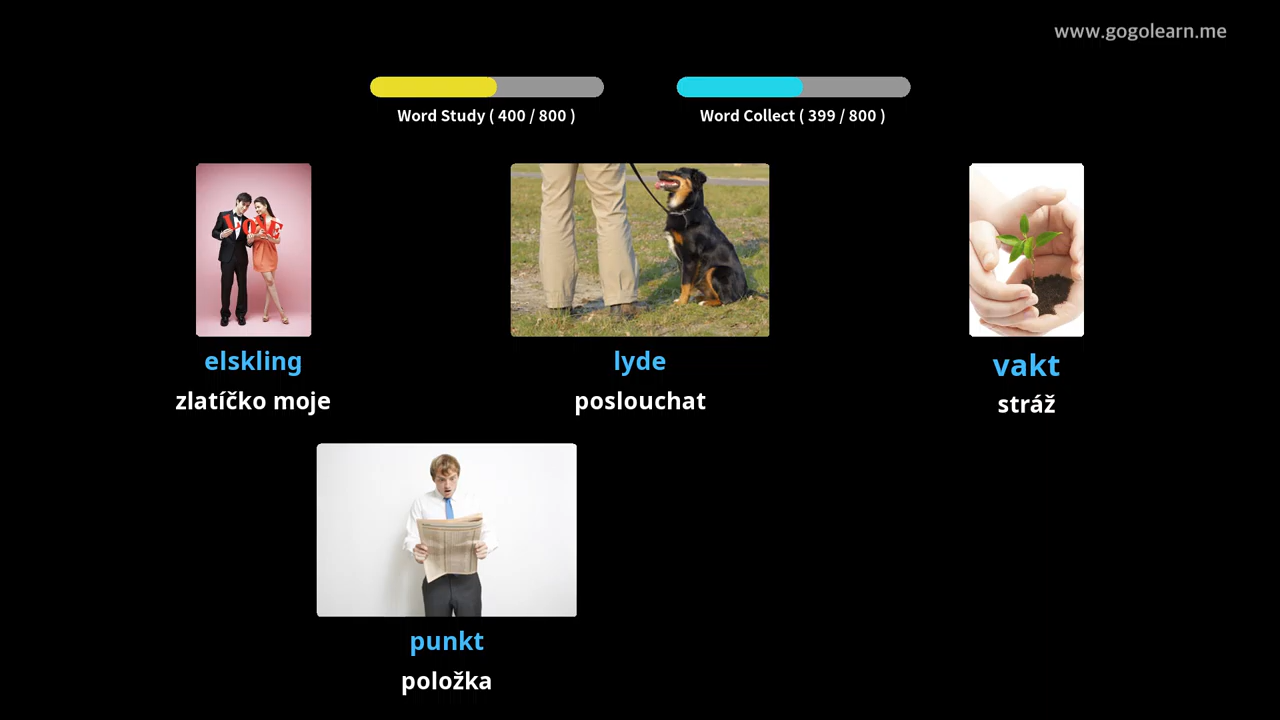 www.gogolearn.me
Word Study ( 400 / 800 )
Word Collect ( 399 / 800 )
LOVE
elskling
lyde
vakt
zlatíčko moje
poslouchat
stráž
punkt
položka